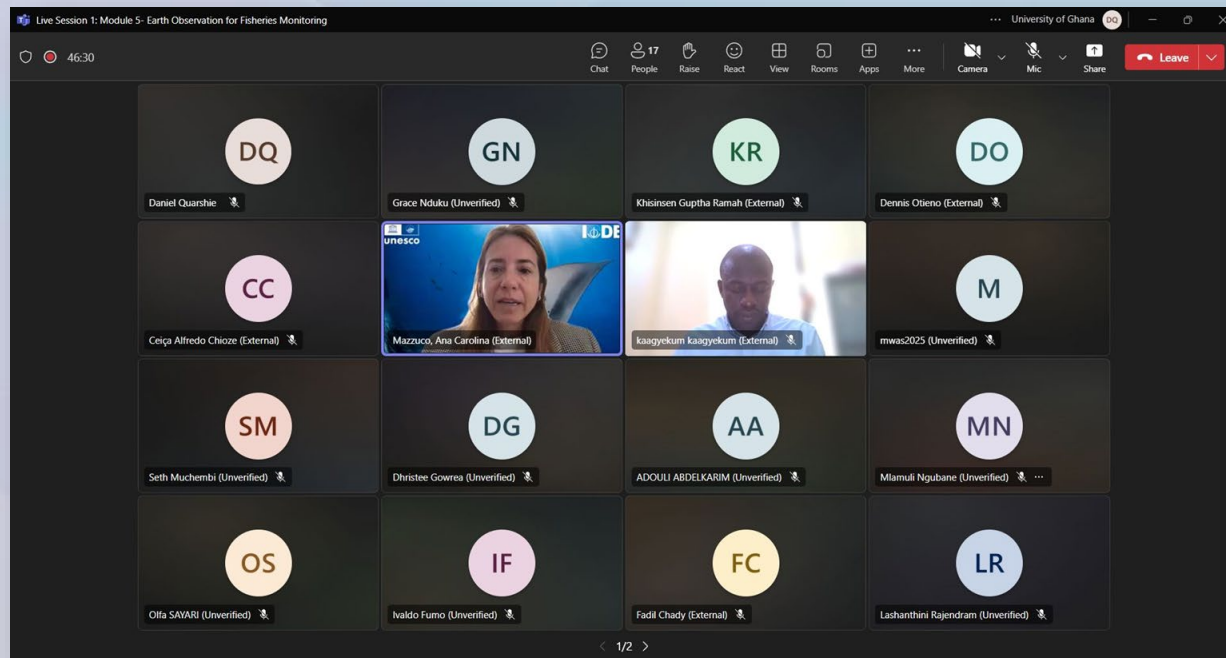 Live Session 1: Module 5- Earth Observation for Fisheries Monitoring
··· University of Ghana DQ
46:30
17
Chat People Raise React View Rooms Apps More Camera Mic Share Leave
DQ GN KR DO
Daniel Quarshie Grace Nduku (Unverified) Khisinsen Guptha Ramah (External) Dennis Otieno (External)
unesco IODE
CC M
Ceiça Alfredo Chioze (External) Mazzuco, Ana Carolina (External) kaagyekum kaagyekum (External) mwas2025 (Unverified)
SM DG AA MN
Seth Muchembi (Unverified) Dhristee Gowrea (Unverified) ADOULI ABDELKARIM (Unverified) Mlamuli Ngubane (Unverified) ···
OS IF FC LR
Olfa SAYARI (Unverified) Ivaldo Fumo (Unverified) Fadil Chady (External) Lashanthini Rajendram (Unverified)
1/2